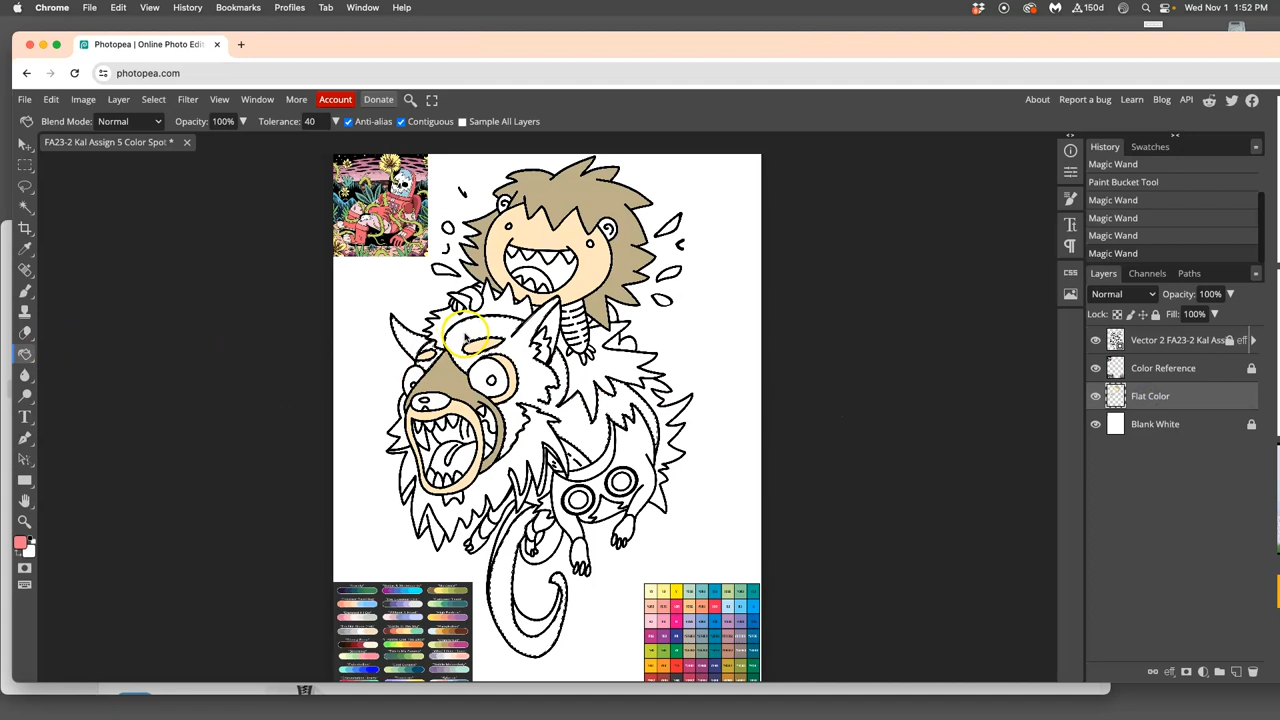 Chrome File Edit View History Bookmarks Profiles Tab Window Help 150d Wed Nov 1 1:52 PM
Photopea | Online Photo Edit
photopea.com
File Edit Image Layer Select Filter View Window More Account Donate About Report a bug Learn Blog API
Blend Mode: Normal Opacity: 100% Tolerance: 40 Anti-alias Contiguous Sample All Layers
FA23-2 Kal Assign 5 Color Spot *
History Swatches
Magic Wand
Paint Bucket Tool
Magic Wand
Magic Wand
Magic Wand
Magic Wand
Layers Channels Paths
CSS
Normal Opacity: 100%
Lock: Fill: 100%
Vector 2 FA23-2 Kal Ass eff
Color Reference
Flat Color
Blank White
eff